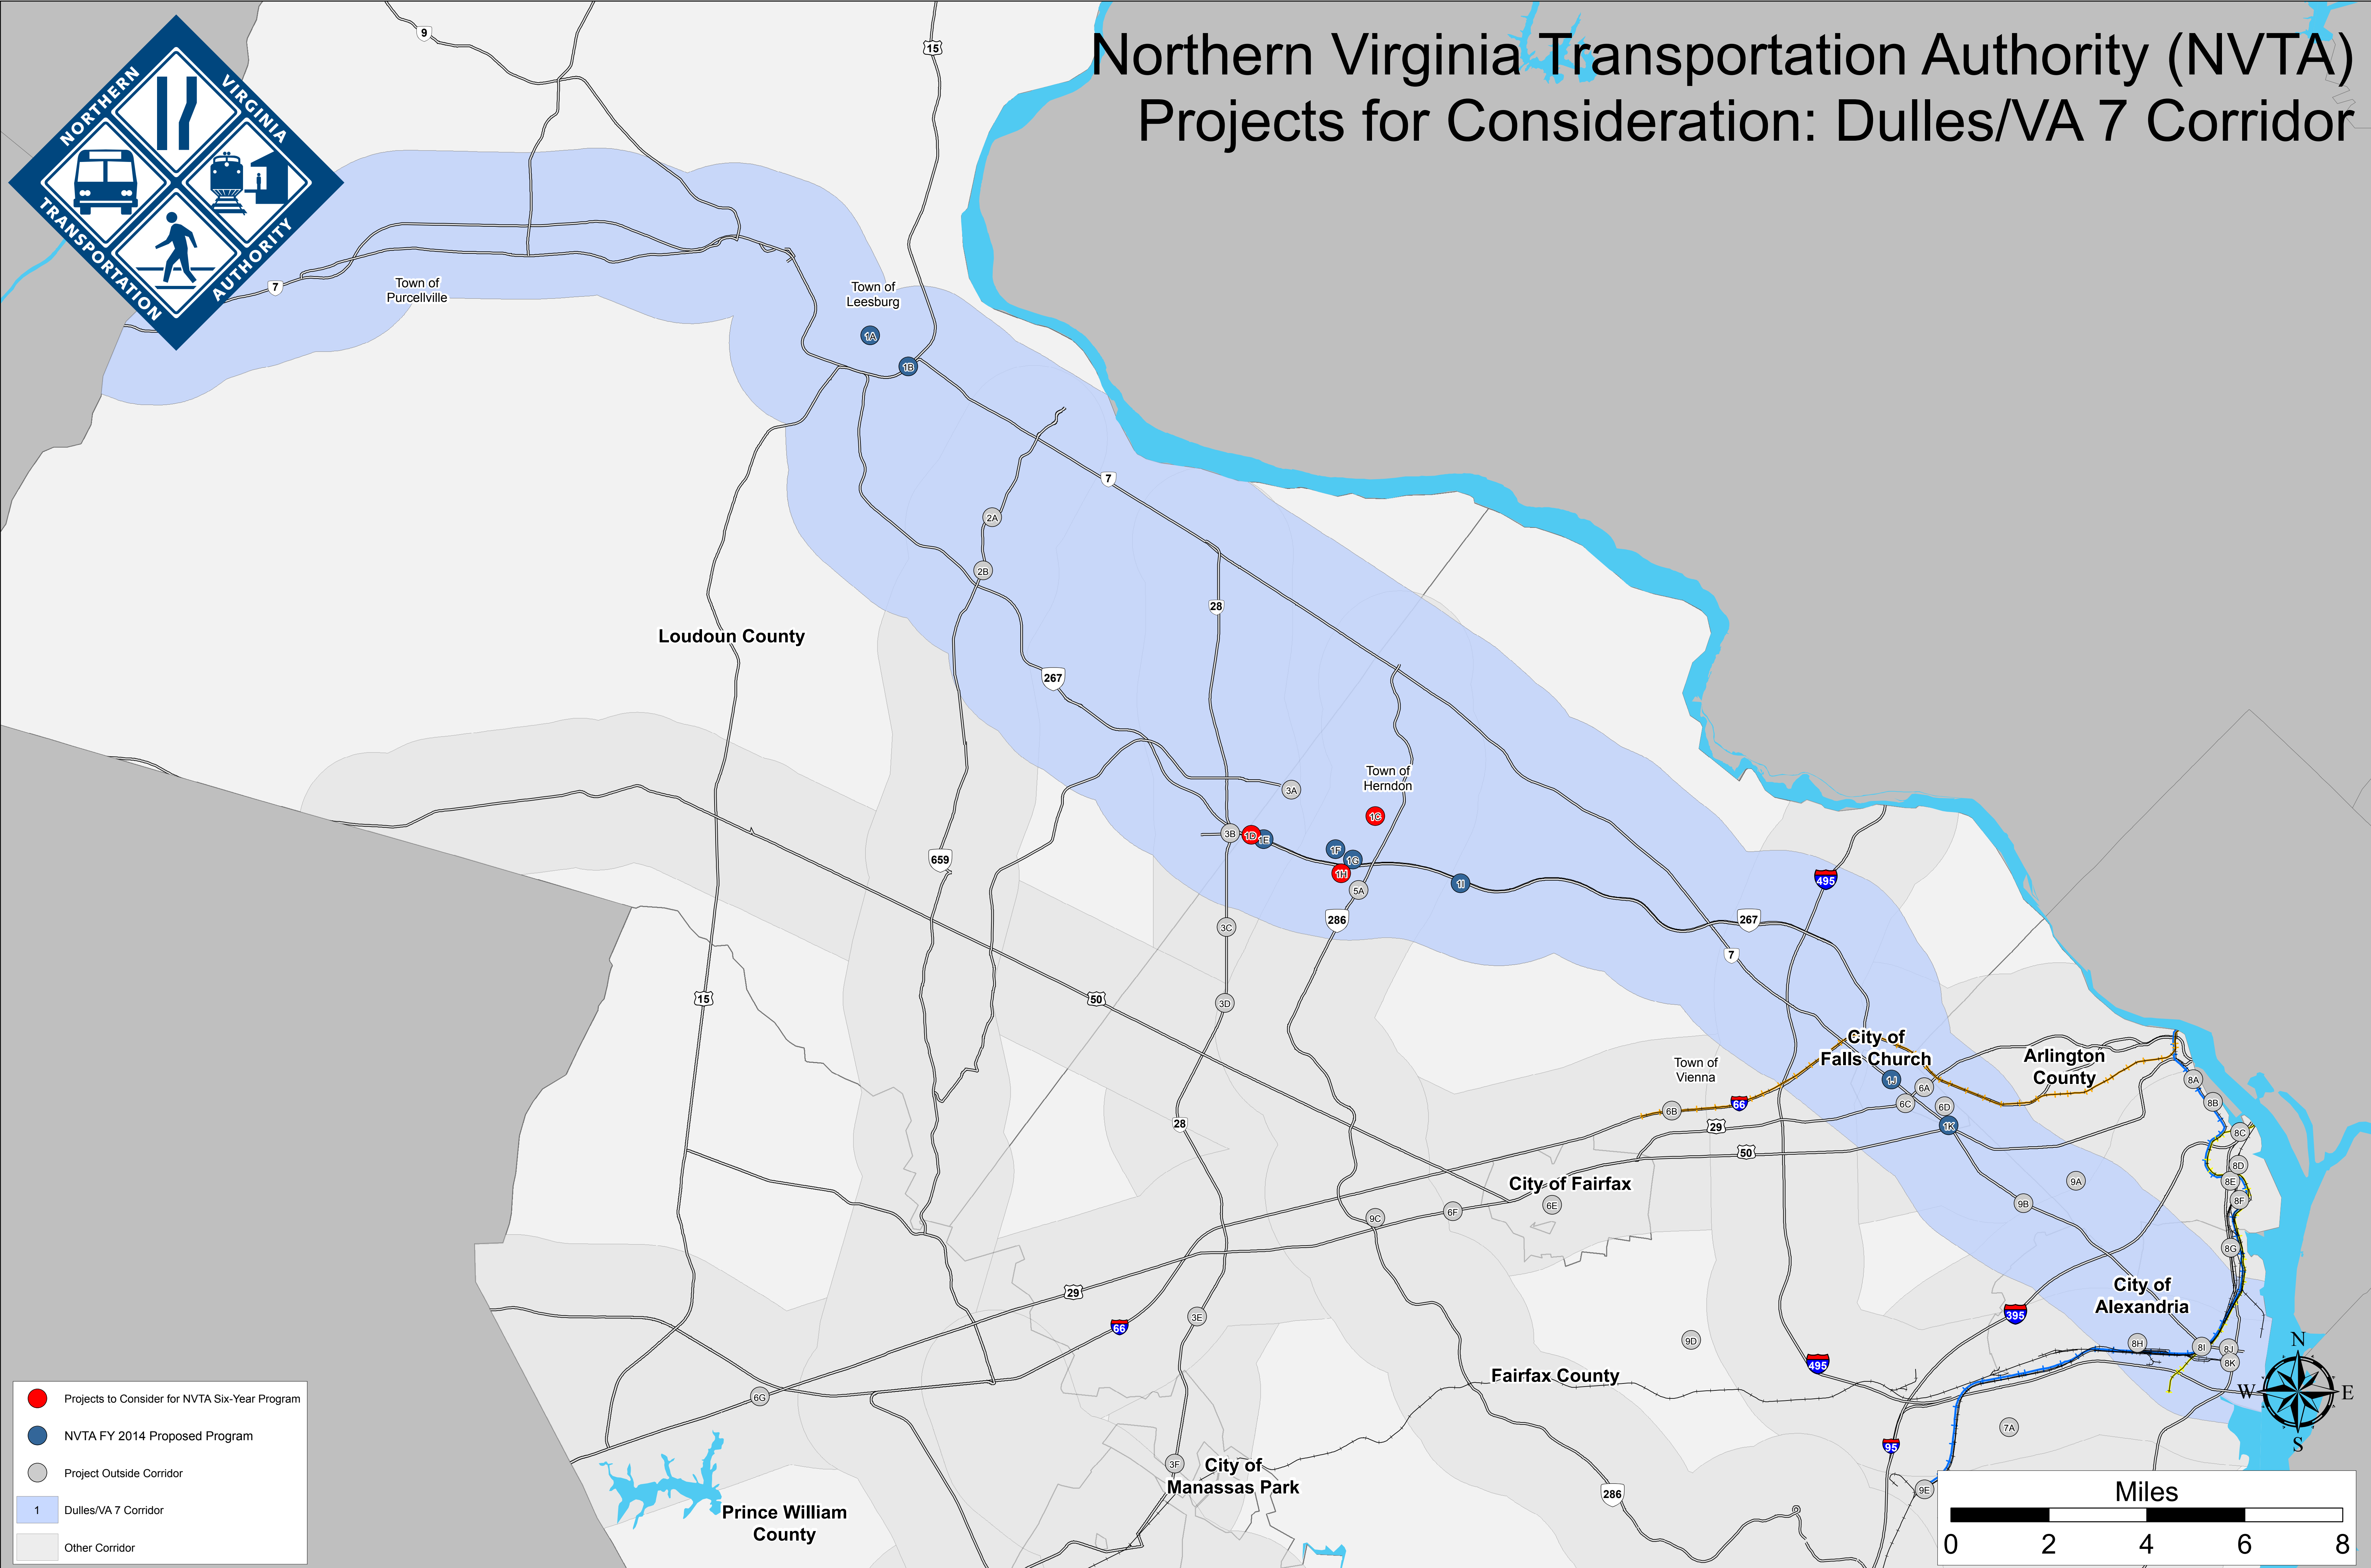 Northern Virginia Transportation Authority (NVTA)
Projects for Consideration: Dulles/VA 7 Corridor
NORTHERN
VIRGINIA
TRANSPORTATION
AUTHORITY
9
15
7
Town of
Purcellville
Town of
Leesburg
1A
1B
7
2A
2B
28
Loudoun County
267
Town of
Herndon
3A
1C
3B
1D
1E
1F
1G
1H
1I
5A
659
286
495
267
3C
7
15
50
3D
City of
Falls Church
Arlington
County
Town of
Vienna
1J
6A
8A
66
6B
6C
6D
8B
28
29
1K
8C
50
8D
City of Fairfax
9A
8E
6E
9B
8F
6F
9C
8G
29
City of
Alexandria
66
3E
395
9D
8H
8I
8J
8K
495
Fairfax County
6G
7A
95
3F
City of
Manassas Park
9E
286
Prince William
County
Projects to Consider for NVTA Six-Year Program
NVTA FY 2014 Proposed Program
Project Outside Corridor
1
Dulles/VA 7 Corridor
Other Corridor
N
W
E
S
Miles
0 2 4 6 8